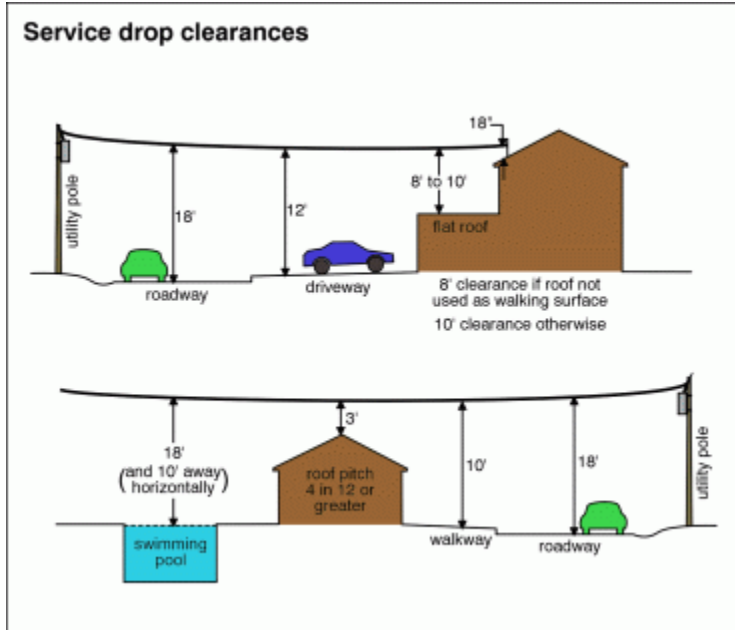 Service drop clearances
18"
8' to 10'
utility pole
18'
12'
flat roof
roadway
driveway
8' clearance if roof not
used as walking surface
10' clearance otherwise
3'
18'
(and 10' away
horizontally)
roof pitch
4 in 12 or
greater
10'
18'
utility pole
swimming
pool
walkway
roadway